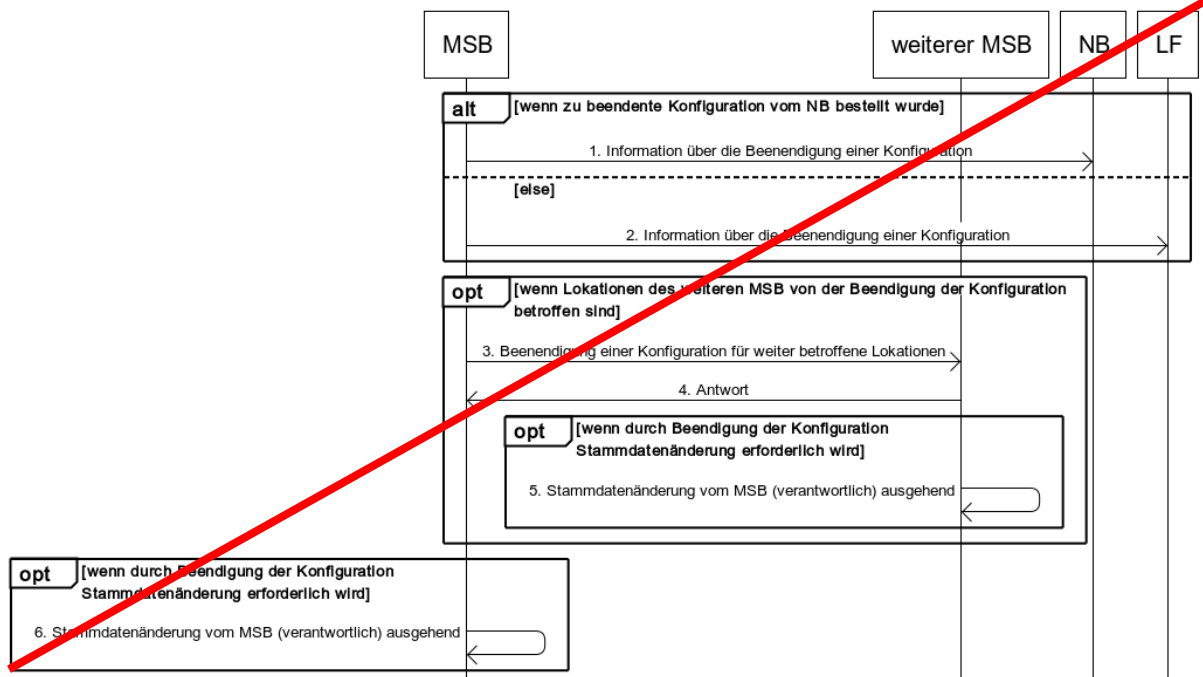 MSB
weiterer MSB
NB
LF
alt
[wenn zu beendente Konfiguration vom NB bestellt wurde]
1. Information über die Beenendigung einer Konfiguration
[else]
2. Information über die Beenendigung einer Konfiguration
opt
[wenn Lokationen des weiteren MSB von der Beendigung der Konfiguration
betroffen sind]
3. Beenendigung einer Konfiguration für weiter betroffene Lokationen
4. Antwort
opt
[wenn durch Beendigung der Konfiguration
Stammdatenänderung erforderlich wird]
5. Stammdatenänderung vom MSB (verantwortlich) ausgehend
opt
[wenn durch Beendigung der Konfiguration
Stammdatenänderung erforderlich wird]
6. Stammdatenänderung vom MSB (verantwortlich) ausgehend